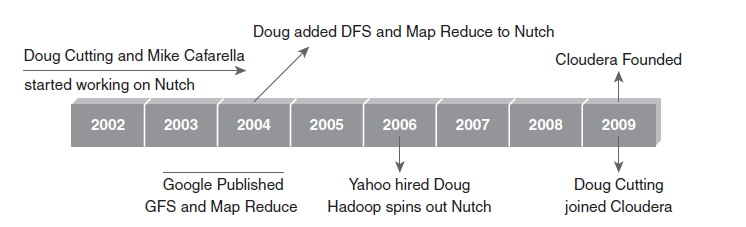 Doug added DFS and Map Reduce to Nutch
Doug Cutting and Mike Cafarella
started working on Nutch
Cloudera Founded
2002 2003 2004 2005 2006 2007 2008 2009
Google Published
GFS and Map Reduce
Yahoo hired Doug
Hadoop spins out Nutch
Doug Cutting
joined Cloudera